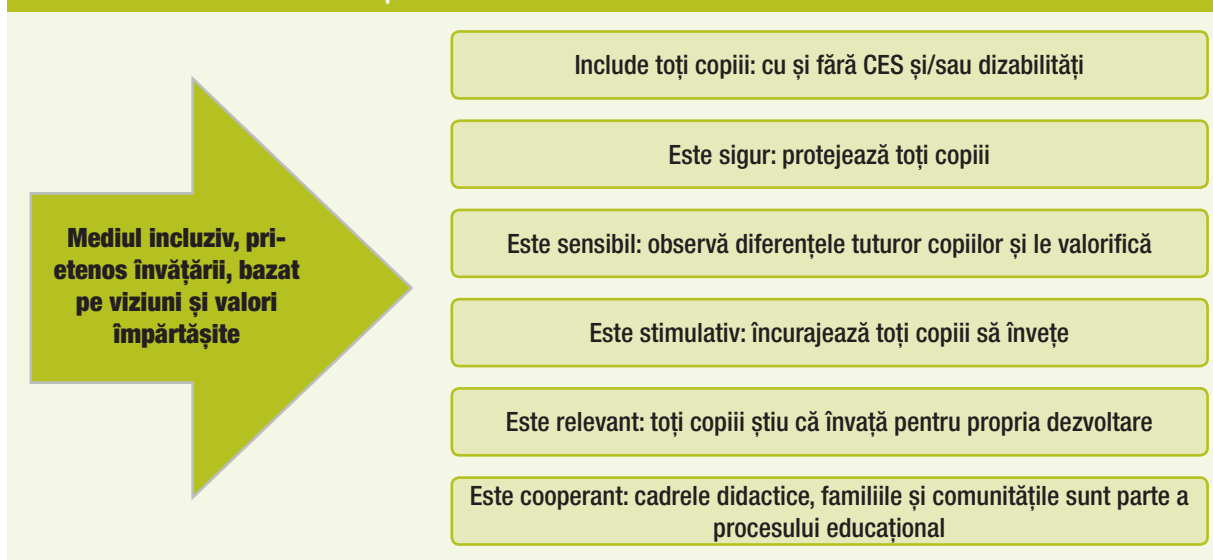 Mediul incluziv, pri-
etenos învățării, bazat
pe viziuni și valori
împărtășite
Include toți copiii: cu și fără CES și/sau dizabilități
Este sigur: protejează toți copiii
Este sensibil: observă diferențele tuturor copiilor și le valorifică
Este stimulativ: încurajează toți copiii să învețe
Este relevant: toți copiii știu că învață pentru propria dezvoltare
Este cooperant: cadrele didactice, familiile și comunitățile sunt parte a
procesului educațional